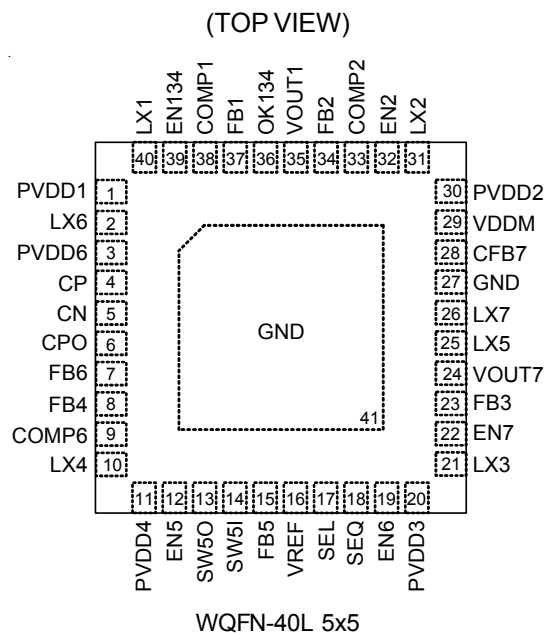 (TOP VIEW)
LX1 EN134 COMP1 FB1 OK134 VOUT1 FB2 COMP2 EN2 LX2
40 39 38 37 36 35 34 33 32 31
PVDD1 1 30 PVDD2
LX6 2 29 VDDM
PVDD6 3 28 CFB7
CP 4 27 GND
CN 5 26 LX7
GND
CPO 6 25 LX5
FB6 7 24 VOUT7
FB4 8 23 FB3
41
COMP6 9 22 EN7
LX4 10 21 LX3
11 12 13 14 15 16 17 18 19 20
PVDD4 EN5 SW5O SW5I FB5 VREF SEL SEQ EN6 PVDD3
WQFN-40L 5x5